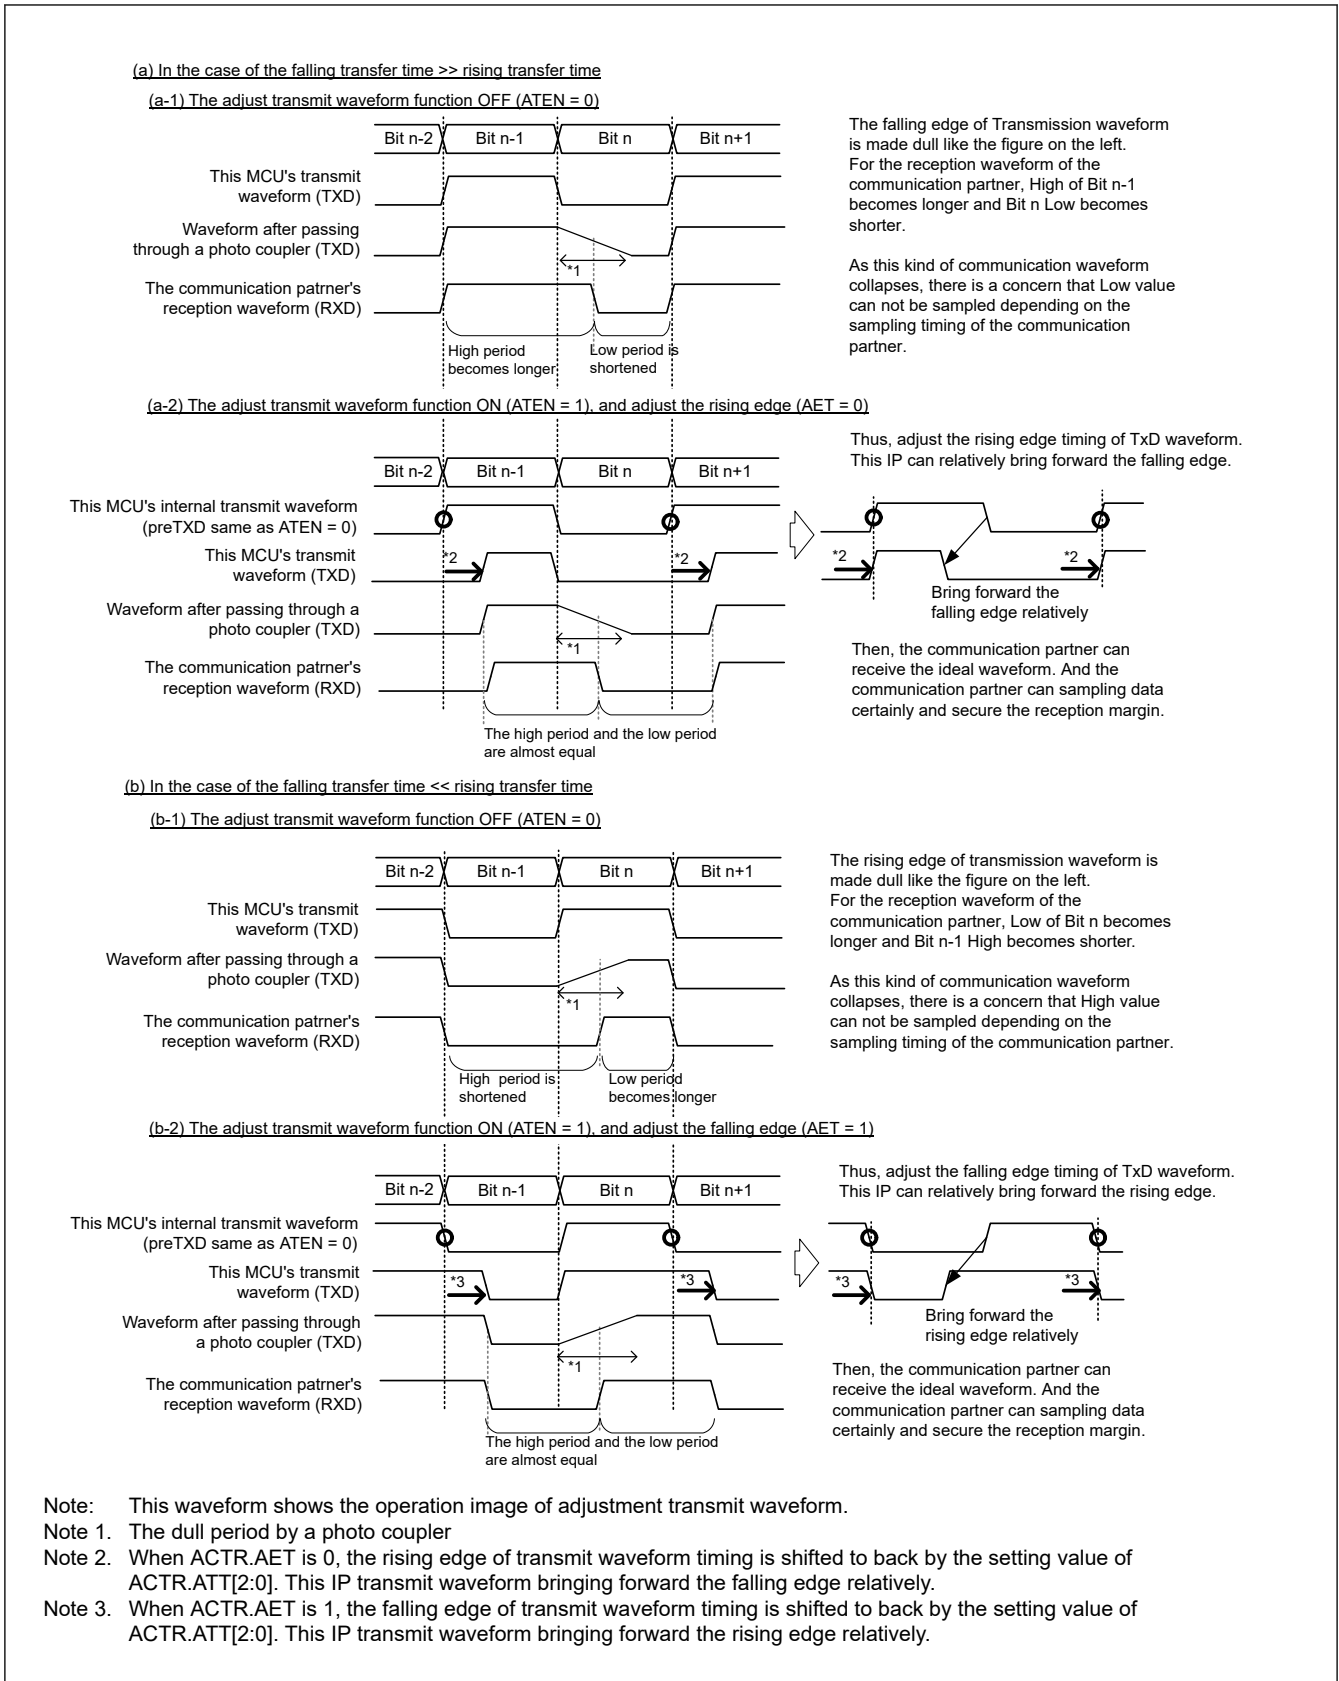 (a) In the case of the falling transfer time >> rising transfer time
(a-1) The adjust transmit waveform function OFF (ATEN = 0)
Bit n-2 Bit n-1 Bit n Bit n+1
This MCU's transmit
waveform (TXD)
Waveform after passing
through a photo coupler (TXD)
*1
The communication patrner's
reception waveform (RXD)
High period
becomes longer
Low period is
shortened
The falling edge of Transmission waveform
is made dull like the figure on the left.
For the reception waveform of the
communication partner, High of Bit n-1
becomes longer and Bit n Low becomes
shorter.
As this kind of communication waveform
collapses, there is a concern that Low value
can not be sampled depending on the
sampling timing of the communication
partner.
(a-2) The adjust transmit waveform function ON (ATEN = 1), and adjust the rising edge (AET = 0)
Bit n-2 Bit n-1 Bit n Bit n+1
This MCU's internal transmit waveform
(preTXD same as ATEN = 0)
This MCU's transmit
waveform (TXD)
*2 *2
Waveform after passing through a
photo coupler (TXD)
*1
The communication patrner's
reception waveform (RXD)
The high period and the low period
are almost equal
Thus, adjust the rising edge timing of TxD waveform.
This IP can relatively bring forward the falling edge.
*2 *2
Bring forward the
falling edge relatively
Then, the communication partner can
receive the ideal waveform. And the
communication partner can sampling data
certainly and secure the reception margin.
(b) In the case of the falling transfer time << rising transfer time
(b-1) The adjust transmit waveform function OFF (ATEN = 0)
Bit n-2 Bit n-1 Bit n Bit n+1
This MCU's transmit
waveform (TXD)
Waveform after passing through a
photo coupler (TXD)
*1
The communication patrner's
reception waveform (RXD)
High period is
shortened
Low period
becomes longer
The rising edge of transmission waveform is
made dull like the figure on the left.
For the reception waveform of the
communication partner, Low of Bit n becomes
longer and Bit n-1 High becomes shorter.
As this kind of communication waveform
collapses, there is a concern that High value
can not be sampled depending on the
sampling timing of the communication partner.
(b-2) The adjust transmit waveform function ON (ATEN = 1), and adjust the falling edge (AET = 1)
Bit n-2 Bit n-1 Bit n Bit n+1
This MCU's internal transmit waveform
(preTXD same as ATEN = 0)
This MCU's transmit
waveform (TXD)
*3 *3
Waveform after passing through
a photo coupler (TXD)
*1
The communication patrner's
reception waveform (RXD)
The high period and the low period
are almost equal
Thus, adjust the falling edge timing of TxD waveform.
This IP can relatively bring forward the rising edge.
*3 *3
Bring forward the
rising edge relatively
Then, the communication partner can
receive the ideal waveform. And the
communication partner can sampling data
certainly and secure the reception margin.
Note: This waveform shows the operation image of adjustment transmit waveform.
Note 1. The dull period by a photo coupler
Note 2. When ACTR.AET is 0, the rising edge of transmit waveform timing is shifted to back by the setting value of
ACTR.ATT[2:0]. This IP transmit waveform bringing forward the falling edge relatively.
Note 3. When ACTR.AET is 1, the falling edge of transmit waveform timing is shifted to back by the setting value of
ACTR.ATT[2:0]. This IP transmit waveform bringing forward the rising edge relatively.